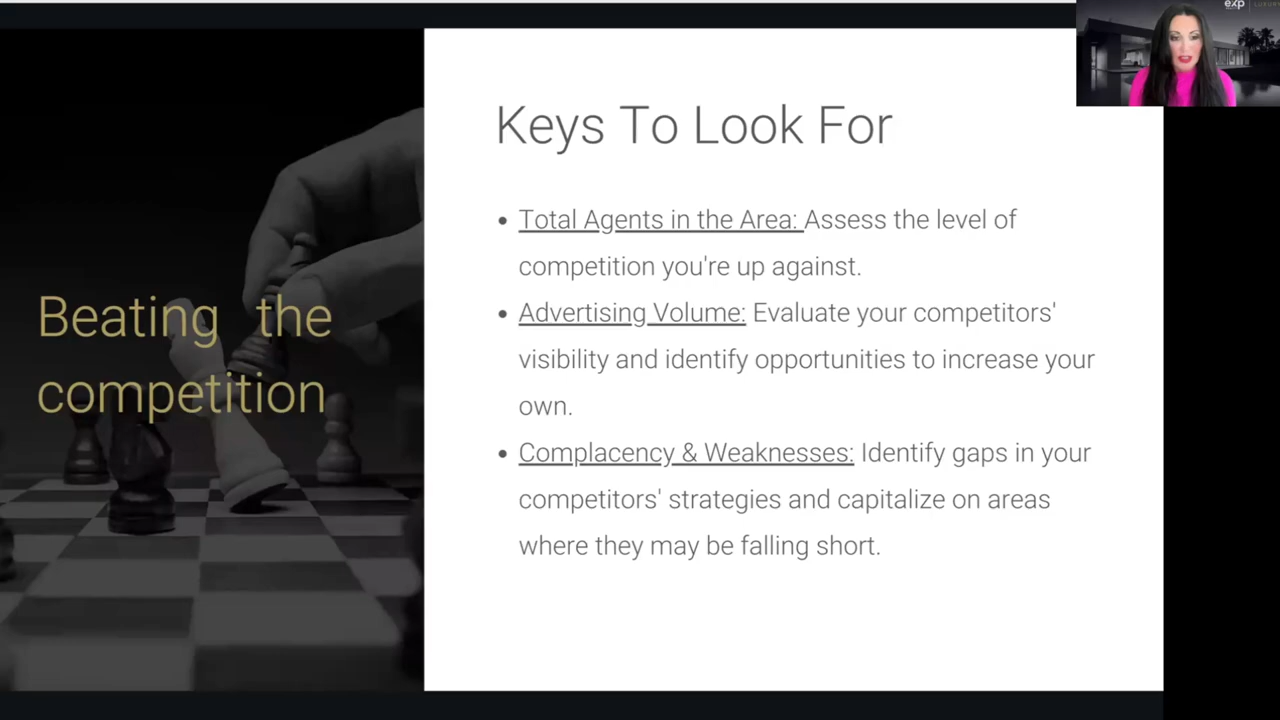 exp | LUXURY
Keys To Look For
• Total Agents in the Area: Assess the level of
competition you're up against.
• Advertising Volume: Evaluate your competitors'
visibility and identify opportunities to increase your
own.
• Complacency & Weaknesses: Identify gaps in your
competitors' strategies and capitalize on areas
where they may be falling short.
Beating the
competition